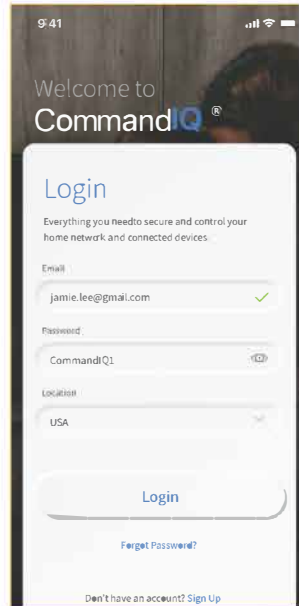 9:41
Welcome to
CommandIQ ®
Login
Everything you needto secure and control your
home network and connected devices
Email
jamie.lee@gmail.com
Password
CommandIQ1
Location
USA
Login
Forgot Password?
Don't have an account? Sign Up